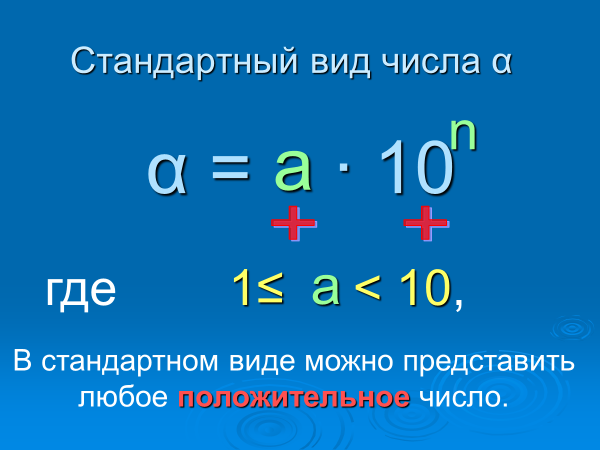 Стандартный вид числа α
α = a · 10ⁿ
+ +
где 1≤ a < 10,
В стандартном виде можно представить
любое положительное число.